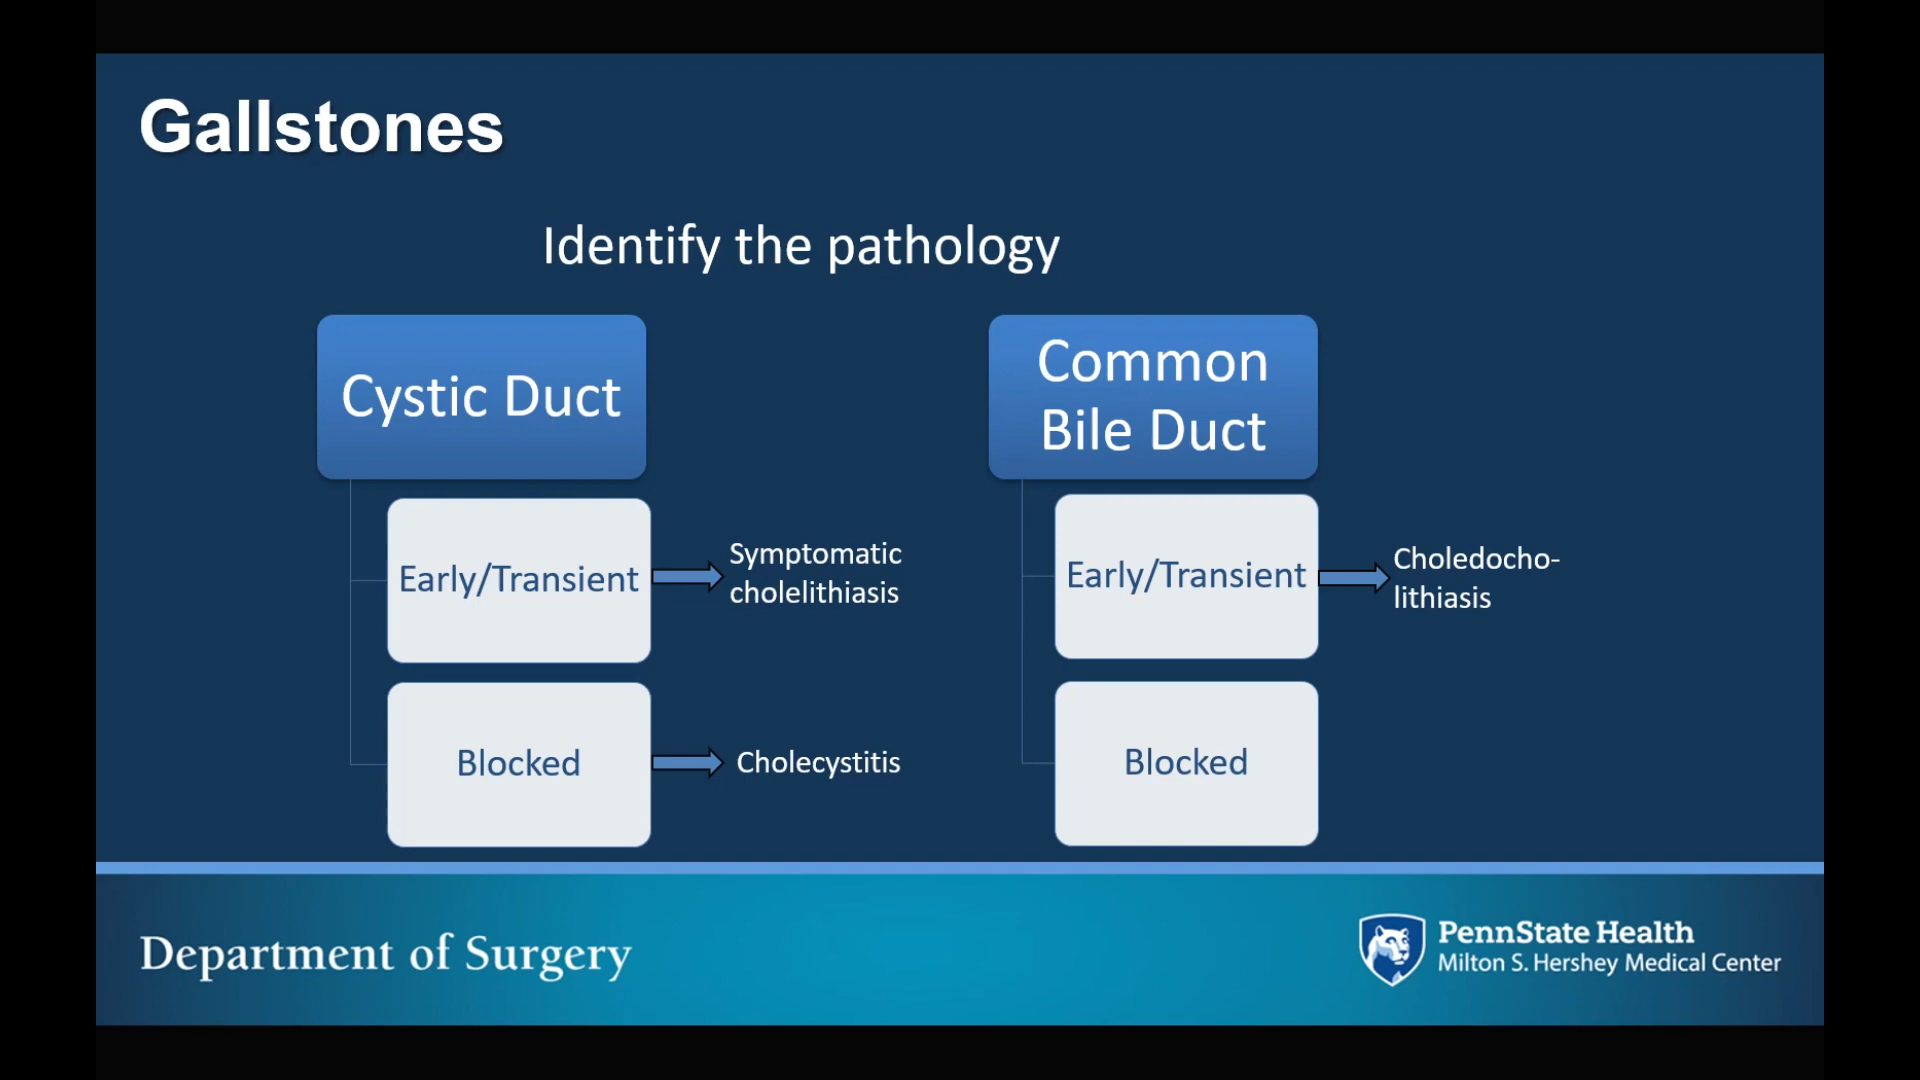 Gallstones
Identify the pathology
Cystic Duct
Early/Transient
Symptomatic
cholelithiasis
Blocked
Cholecystitis
Common
Bile Duct
Early/Transient
Choledocho-
lithiasis
Blocked
Department of Surgery
PennState Health
Milton S. Hershey Medical Center